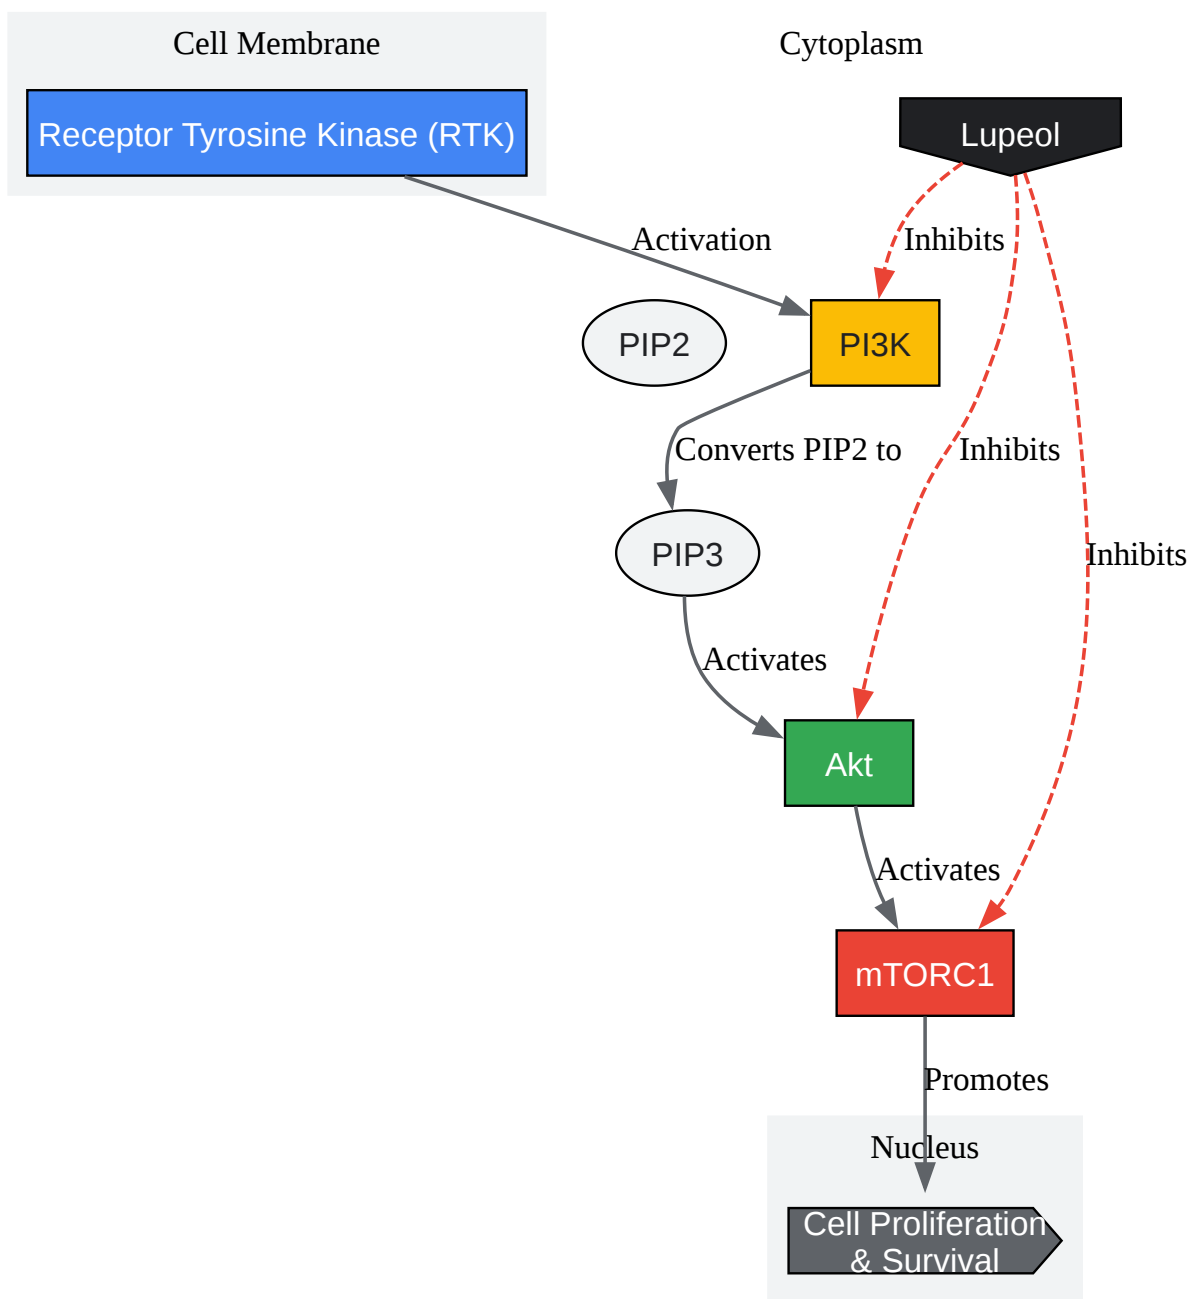 Cell Membrane
Cytoplasm
Receptor Tyrosine Kinase (RTK)
Lupeol
Activation
Inhibits
PIP2
PI3K
Converts PIP2 to
Inhibits
PIP3
Inhibits
Activates
Akt
Activates
mTORC1
Promotes
Nucleus
Cell Proliferation
& Survival